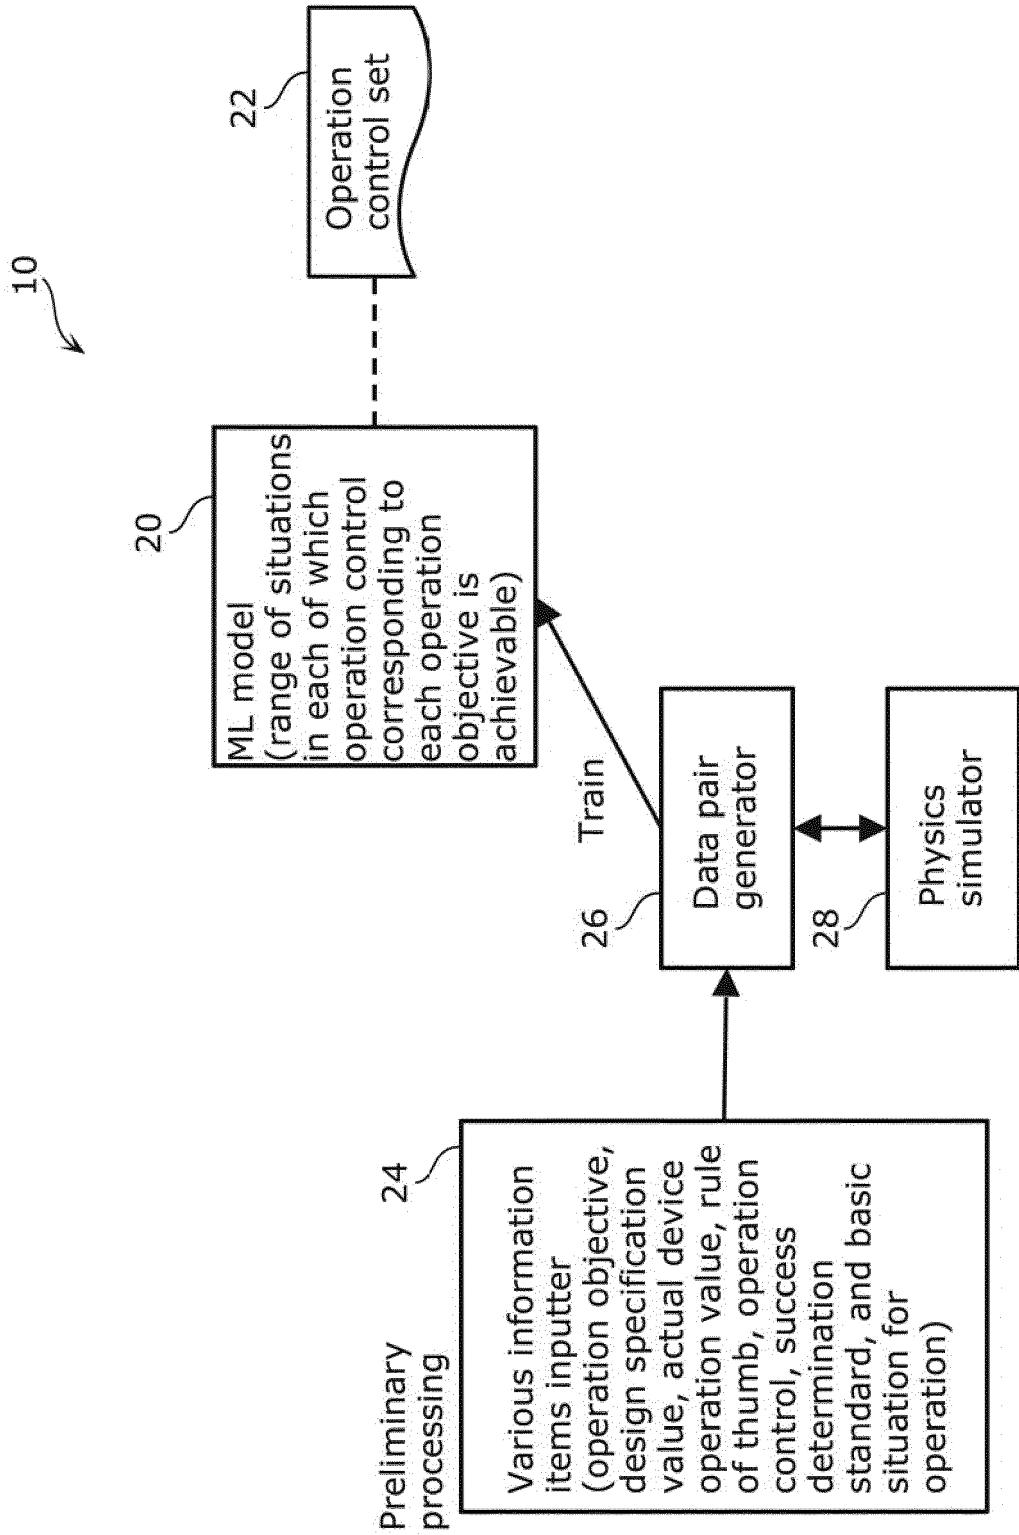 10
Preliminary
processing
24
Various information
items inputter
(operation objective,
design specification
value, actual device
operation value, rule
of thumb, operation
control, success
determination
standard, and basic
situation for
operation)
26
Data pair
generator
28
Physics
simulator
Train
20
ML model
(range of situations
in each of which
operation control
corresponding to
each operation
objective is
achievable)
22
Operation
control set